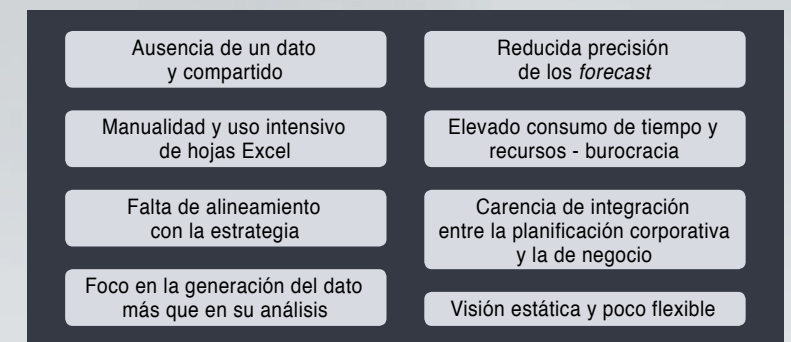 Ausencia de un dato
y compartido
Manualidad y uso intensivo
de hojas Excel
Falta de alineamiento
con la estrategia
Foco en la generación del dato
más que en su análisis
Reducida precisión
de los forecast
Elevado consumo de tiempo y
recursos - burocracia
Carencia de integración
entre la planificación corporativa
y la de negocio
Visión estática y poco flexible